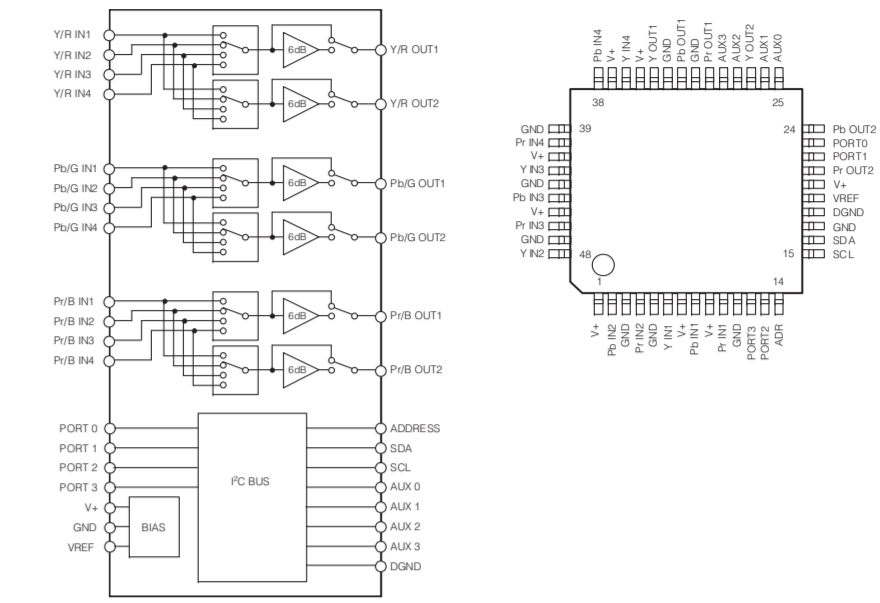 Y/R IN1
Y/R IN2
Y/R IN3
Y/R IN4
6dB
Y/R OUT1
6dB
Y/R OUT2
Pb/G IN1
Pb/G IN2
Pb/G IN3
Pb/G IN4
6dB
Pb/G OUT1
6dB
Pb/G OUT2
Pr/B IN1
Pr/B IN2
Pr/B IN3
Pr/B IN4
6dB
Pr/B OUT1
6dB
Pr/B OUT2
PORT 0
PORT 1
PORT 2
PORT 3
V+
GND
VREF
BIAS
I²C BUS
ADDRESS
SDA
SCL
AUX 0
AUX 1
AUX 2
AUX 3
DGND
Pb IN4
V+
Y IN4
V+
Y OUT1
GND
Pb OUT1
GND
Pr OUT1
AUX3
AUX2
Y OUT2
AUX1
AUX0
38
25
39
24
48
15
1
14
GND
Pr IN4
V+
Y IN3
GND
Pb IN3
V+
Pr IN3
GND
Y IN2
Pb OUT2
PORT0
PORT1
Pr OUT2
V+
VREF
DGND
GND
SDA
SCL
V+
Pb IN2
GND
Pr IN2
GND
Y IN1
V+
Pb IN1
V+
Pr IN1
GND
PORT3
PORT2
ADR